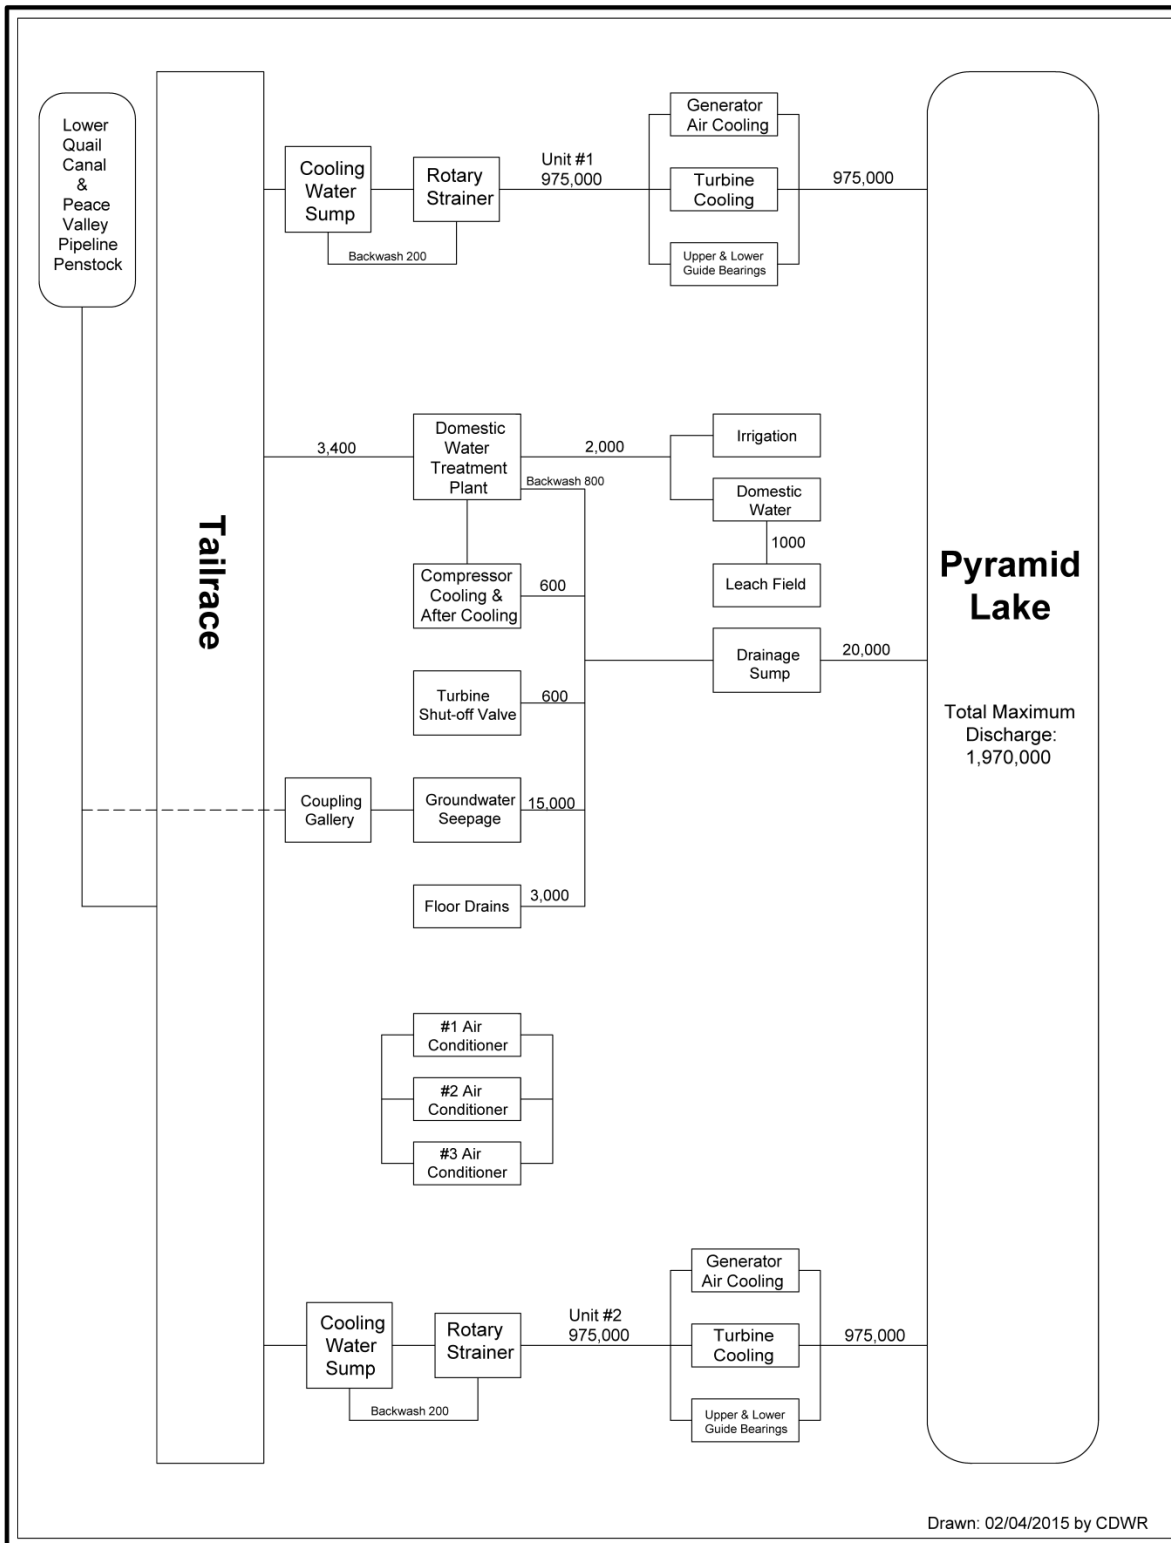 Lower
Quail
Canal
&
Peace
Valley
Pipeline
Penstock
Tailrace
Cooling
Water
Sump
Rotary
Strainer
Backwash 200
Unit #1
975,000
Generator
Air Cooling
Turbine
Cooling
Upper & Lower
Guide Bearings
975,000
3,400
Domestic
Water
Treatment
Plant
2,000
Backwash 800
Irrigation
Domestic
Water
1000
Leach Field
Compressor
Cooling &
After Cooling
600
Turbine
Shut-off Valve
600
Drainage
Sump
20,000
Coupling
Gallery
Groundwater
Seepage
15,000
Floor Drains
3,000
Pyramid
Lake
Total Maximum
Discharge:
1,970,000
#1 Air
Conditioner
#2 Air
Conditioner
#3 Air
Conditioner
Cooling
Water
Sump
Rotary
Strainer
Backwash 200
Unit #2
975,000
Generator
Air Cooling
Turbine
Cooling
Upper & Lower
Guide Bearings
975,000
Drawn: 02/04/2015 by CDWR